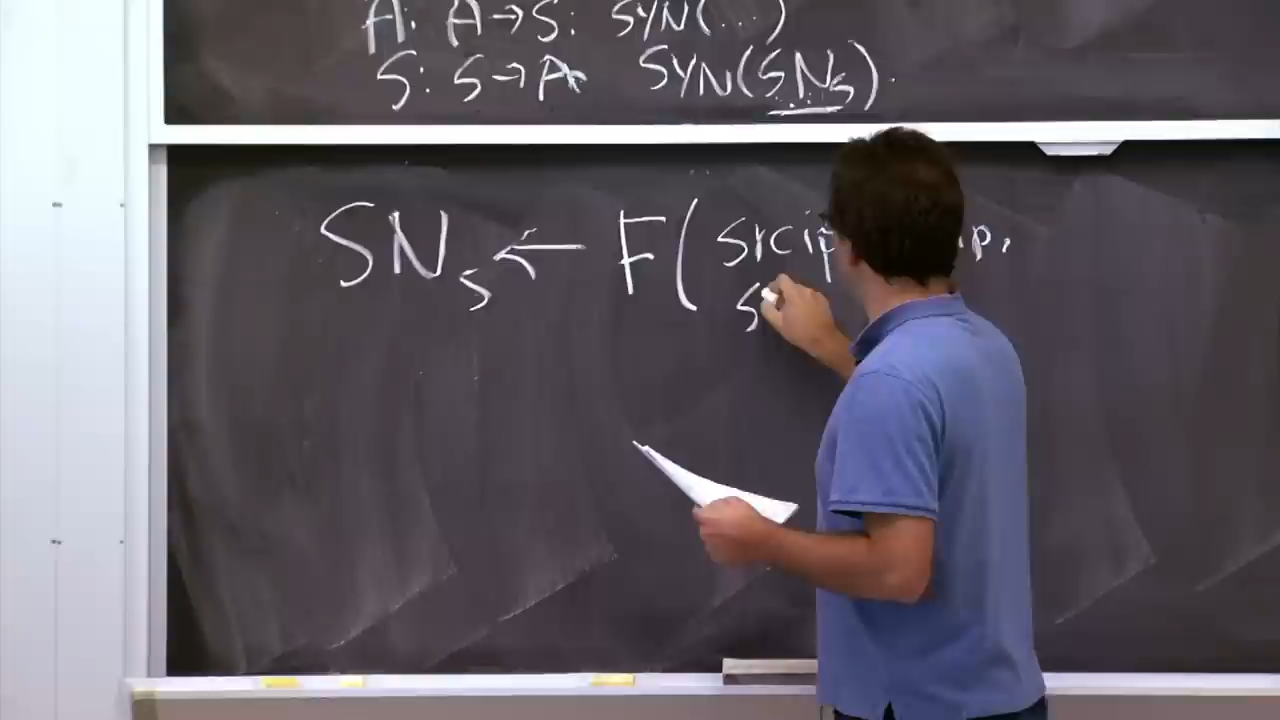 A: A→S: SYN(...)
S: S→A SYN(SNs)
SNs ← F(srcip
s